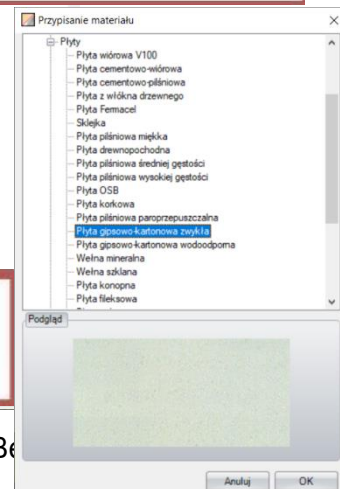 Przypisanie materiału
Płyty
Płyta wiórowa V100
Płyta cementowo-wiórowa
Płyta cementowo-pilśniowa
Płyta z włókna drzewnego
Płyta Fermacel
Sklejka
Płyta pilśniowa miękka
Płyta drewnopochodna
Płyta pilśniowa średniej gęstości
Płyta pilśniowa wysokiej gęstości
Płyta OSB
Płyta korkowa
Płyta pilśniowa paroprzepuszczalna
Płyta gipsowo-kartonowa zwykła
Płyta gipsowo-kartonowa wodoodporna
Wełna mineralna
Wełna szklana
Płyta konopna
Płyta fileksowa
Podgląd
Anuluj
OK